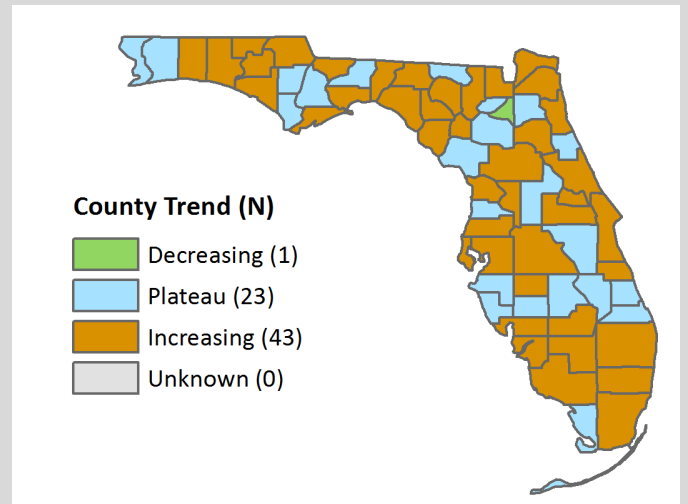 County Trend (N)
Decreasing (1)
Plateau (23)
Increasing (43)
Unknown (0)